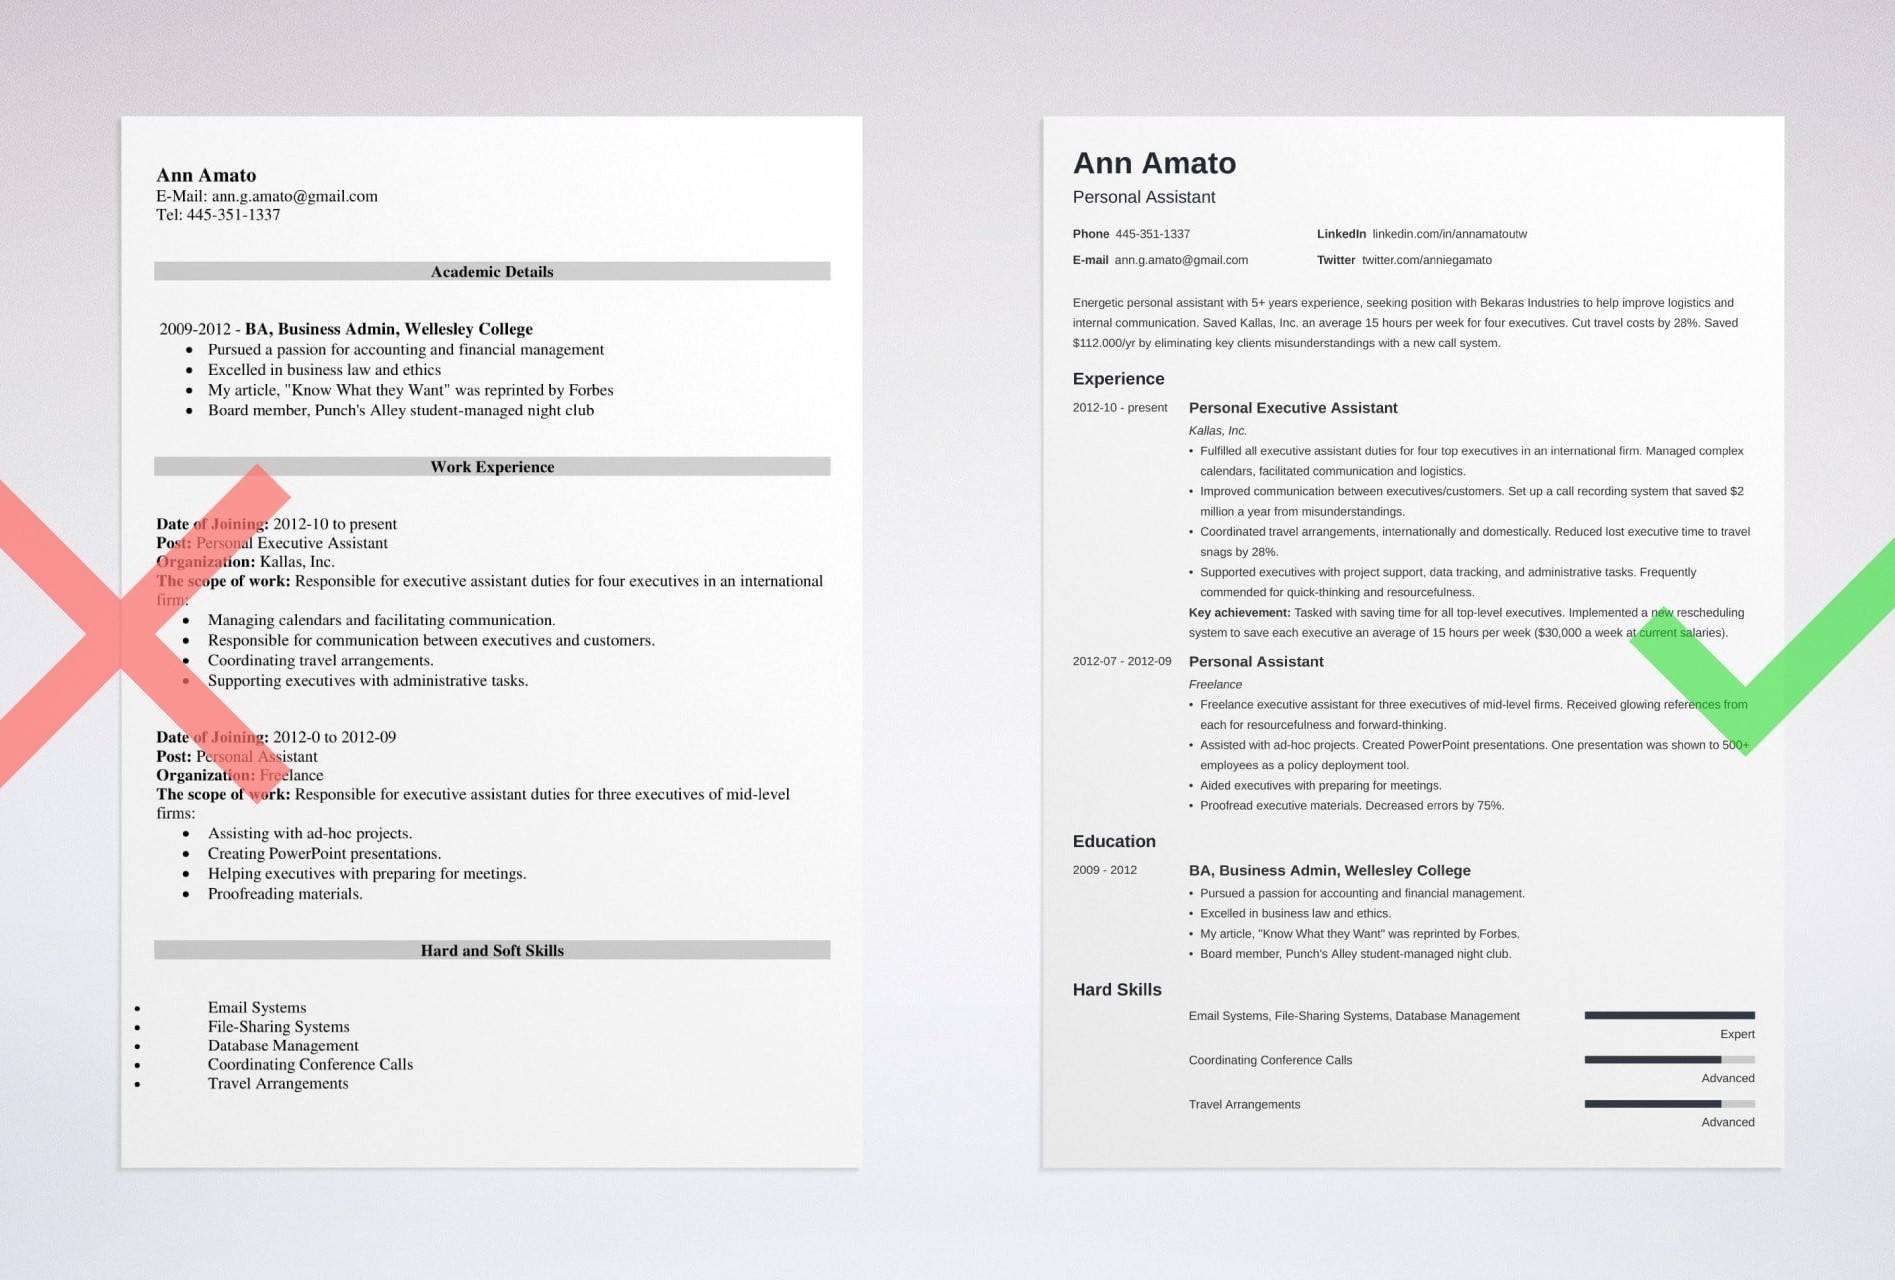 Ann Amato
E-Mail: ann.g.amato@gmail.com
Tel: 445-351-1337
Academic Details
2009-2012 - BA, Business Admin, Wellesley College
• Pursued a passion for accounting and financial management
• Excelled in business law and ethics
• My article, "Know What they Want" was reprinted by Forbes
• Board member, Punch's Alley student-managed night club
Work Experience
Date of Joining: 2012-10 to present
Post: Personal Executive Assistant
Organization: Kallas, Inc.
The scope of work: Responsible for executive assistant duties for four executives in an international
firm:
• Managing calendars and facilitating communication.
• Responsible for communication between executives and customers.
• Coordinating travel arrangements.
• Supporting executives with administrative tasks.
Date of Joining: 2012-0 to 2012-09
Post: Personal Assistant
Organization: Freelance
The scope of work: Responsible for executive assistant duties for three executives of mid-level
firms:
• Assisting with ad-hoc projects.
• Creating PowerPoint presentations.
• Helping executives with preparing for meetings.
• Proofreading materials.
Hard and Soft Skills
• Email Systems
• File-Sharing Systems
• Database Management
• Coordinating Conference Calls
• Travel Arrangements
Ann Amato
Personal Assistant
Phone 445-351-1337 LinkedIn linkedin.com/in/annamatoutw
E-mail ann.g.amato@gmail.com Twitter twitter.com/anniegamato
Energetic personal assistant with 5+ years experience, seeking position with Bekaras Industries to help improve logistics and
internal communication. Saved Kallas, Inc. an average 15 hours per week for four executives. Cut travel costs by 28%. Saved
$112.000/yr by eliminating key clients misunderstandings with a new call system.
Experience
2012-10 - present Personal Executive Assistant
Kallas, Inc.
• Fulfilled all executive assistant duties for four top executives in an international firm. Managed complex
calendars, facilitated communication and logistics.
• Improved communication between executives/customers. Set up a call recording system that saved $2
million a year from misunderstandings.
• Coordinated travel arrangements, internationally and domestically. Reduced lost executive time to travel
snags by 28%.
• Supported executives with project support, data tracking, and administrative tasks. Frequently
commended for quick-thinking and resourcefulness.
Key achievement: Tasked with saving time for all top-level executives. Implemented a new rescheduling
system to save each executive an average of 15 hours per week ($30,000 a week at current salaries).
2012-07 - 2012-09 Personal Assistant
Freelance
• Freelance executive assistant for three executives of mid-level firms. Received glowing references from
each for resourcefulness and forward-thinking.
• Assisted with ad-hoc projects. Created PowerPoint presentations. One presentation was shown to 500+
employees as a policy deployment tool.
• Aided executives with preparing for meetings.
• Proofread executive materials. Decreased errors by 75%.
Education
2009 - 2012 BA, Business Admin, Wellesley College
• Pursued a passion for accounting and financial management.
• Excelled in business law and ethics.
• My article, "Know What they Want" was reprinted by Forbes.
• Board member, Punch's Alley student-managed night club.
Hard Skills
Email Systems, File-Sharing Systems, Database Management
Expert
Coordinating Conference Calls
Advanced
Travel Arrangements
Advanced